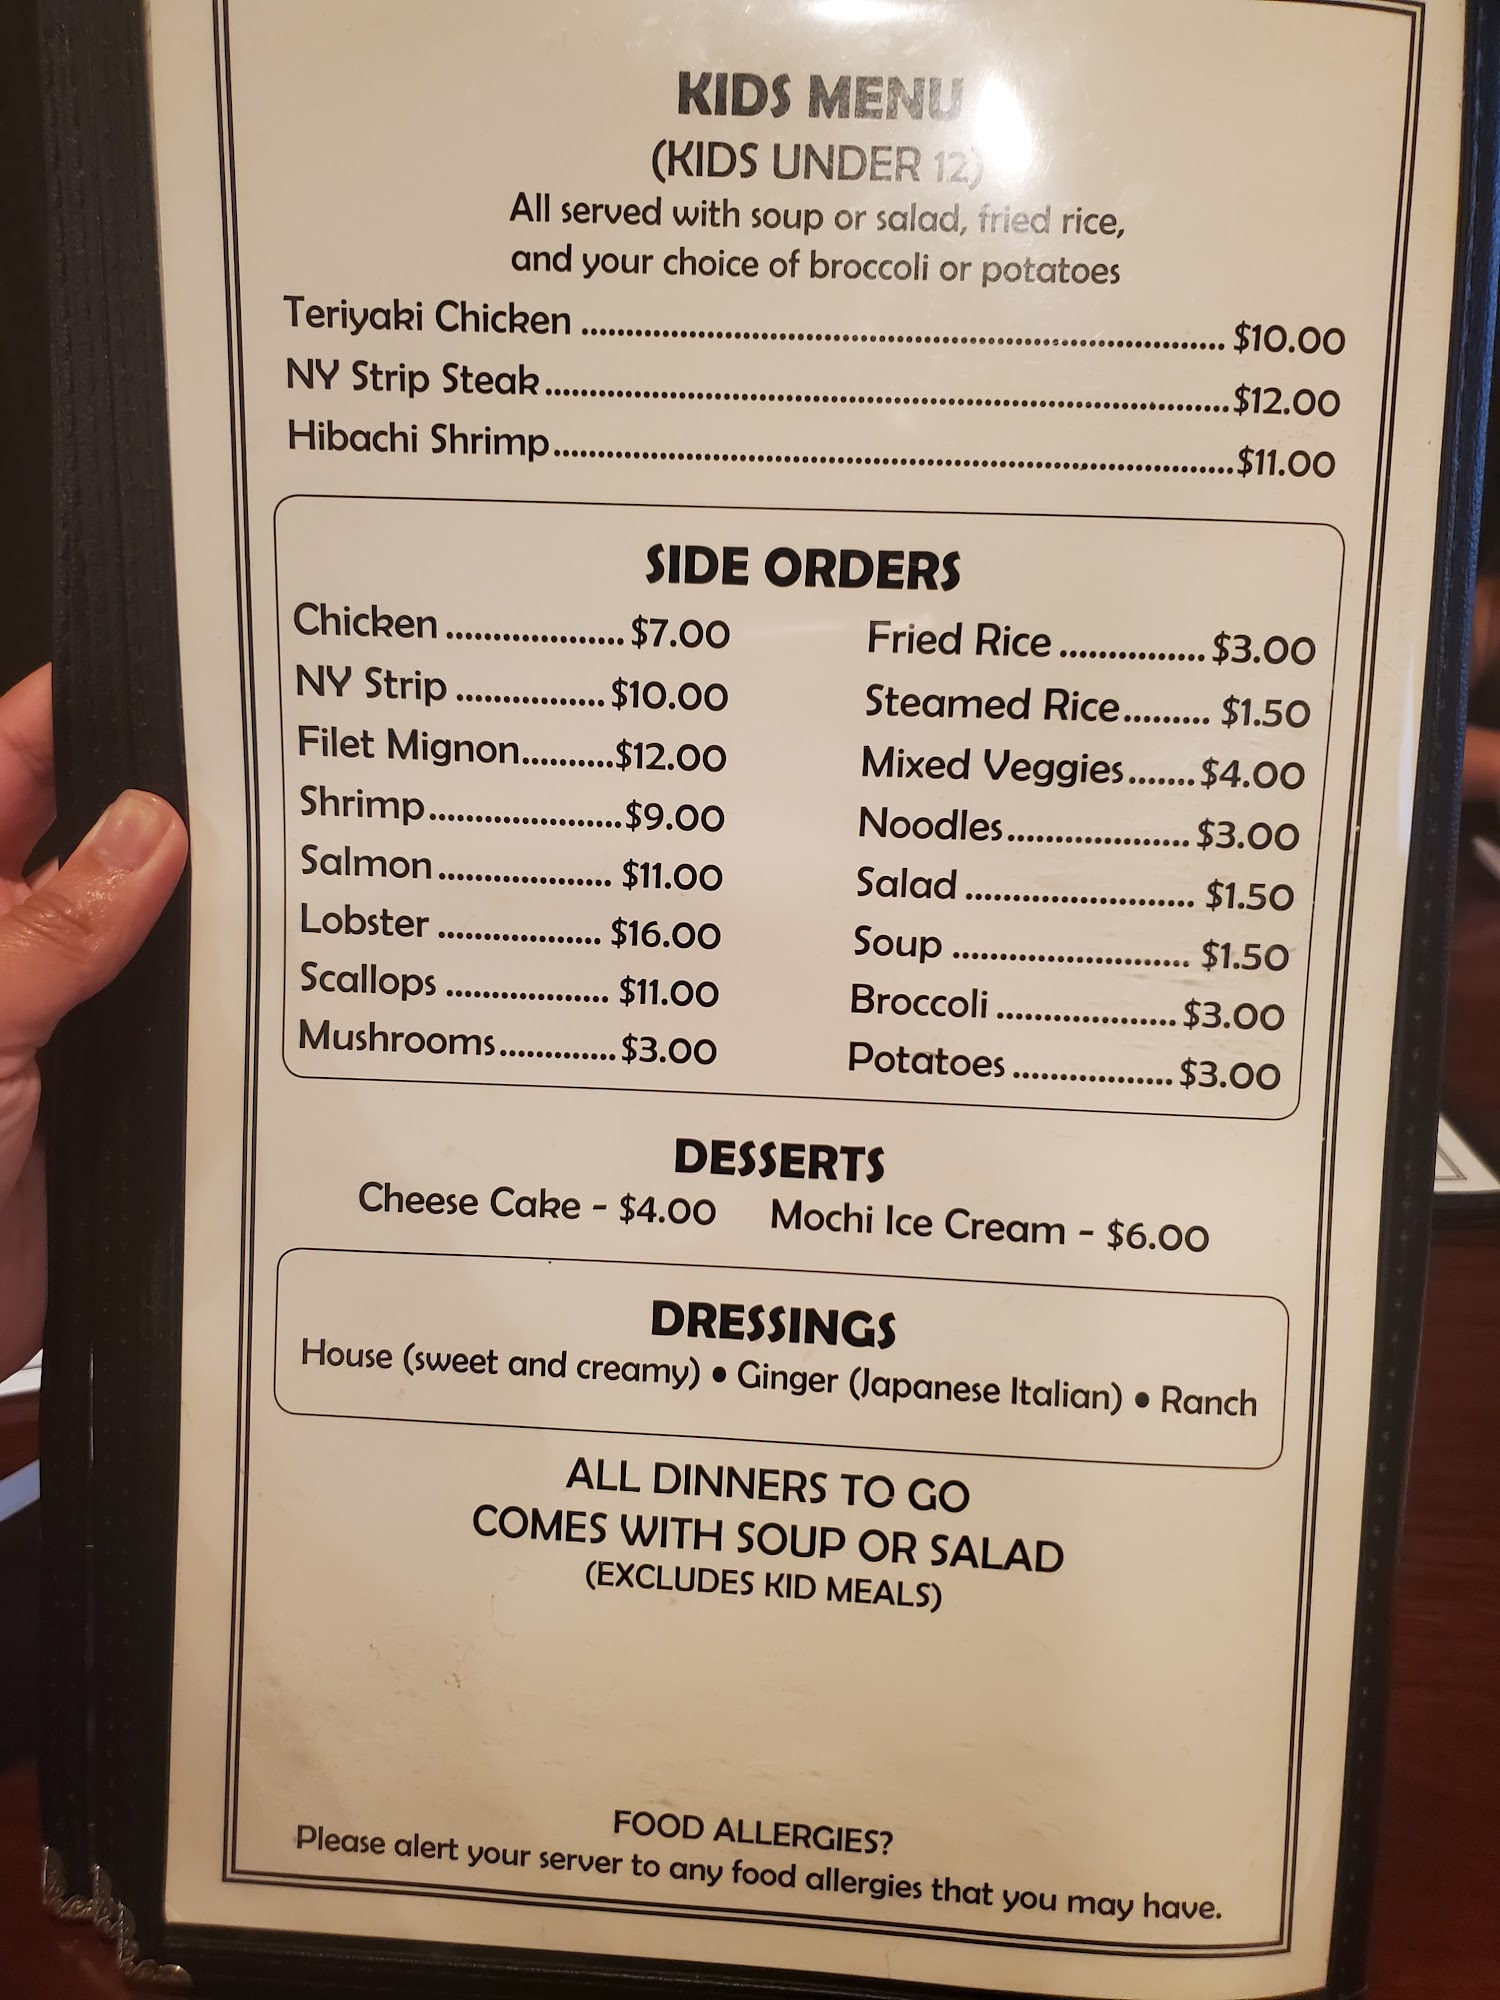 KIDS MENU
(KIDS UNDER 12)
All served with soup or salad, fried rice,
and your choice of broccoli or potatoes
Teriyaki Chicken ........................................................................ $10.00
NY Strip Steak........................................................................$12.00
Hibachi Shrimp........................................................................$11.00
SIDE ORDERS
Chicken ................... $7.00
NY Strip ................ $10.00
Filet Mignon..........$12.00
Shrimp.....................$9.00
Salmon................... $11.00
Lobster .................. $16.00
Scallops .................. $11.00
Mushrooms.............$3.00
Fried Rice ................ $3.00
Steamed Rice......... $1.50
Mixed Veggies.......$4.00
Noodles....................$3.00
Salad ......................... $1.50
Soup .......................... $1.50
Broccoli ....................$3.00
Potatoes ................. $3.00
DESSERTS
Cheese Cake - $4.00 Mochi Ice Cream - $6.00
DRESSINGS
House (sweet and creamy) • Ginger (Japanese Italian) • Ranch
ALL DINNERS TO GO
COMES WITH SOUP OR SALAD
(EXCLUDES KID MEALS)
FOOD ALLERGIES?
Please alert your server to any food allergies that you may have.